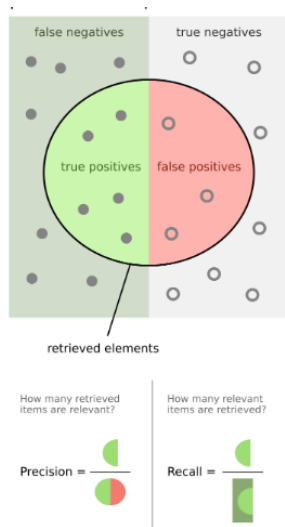 false negatives
true negatives
true positives
false positives
retrieved elements
How many retrieved
items are relevant?
Precision =
How many relevant
items are retrieved?
Recall =